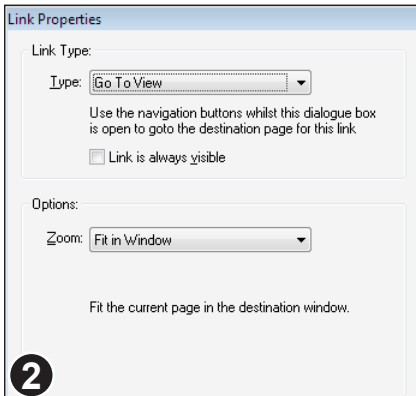 Link Properties
Link Type:
Type: Go To View
Use the navigation buttons whilst this dialogue box
is open to goto the destination page for this link
Link is always visible
Options:
Zoom: Fit in Window
Fit the current page in the destination window.
2